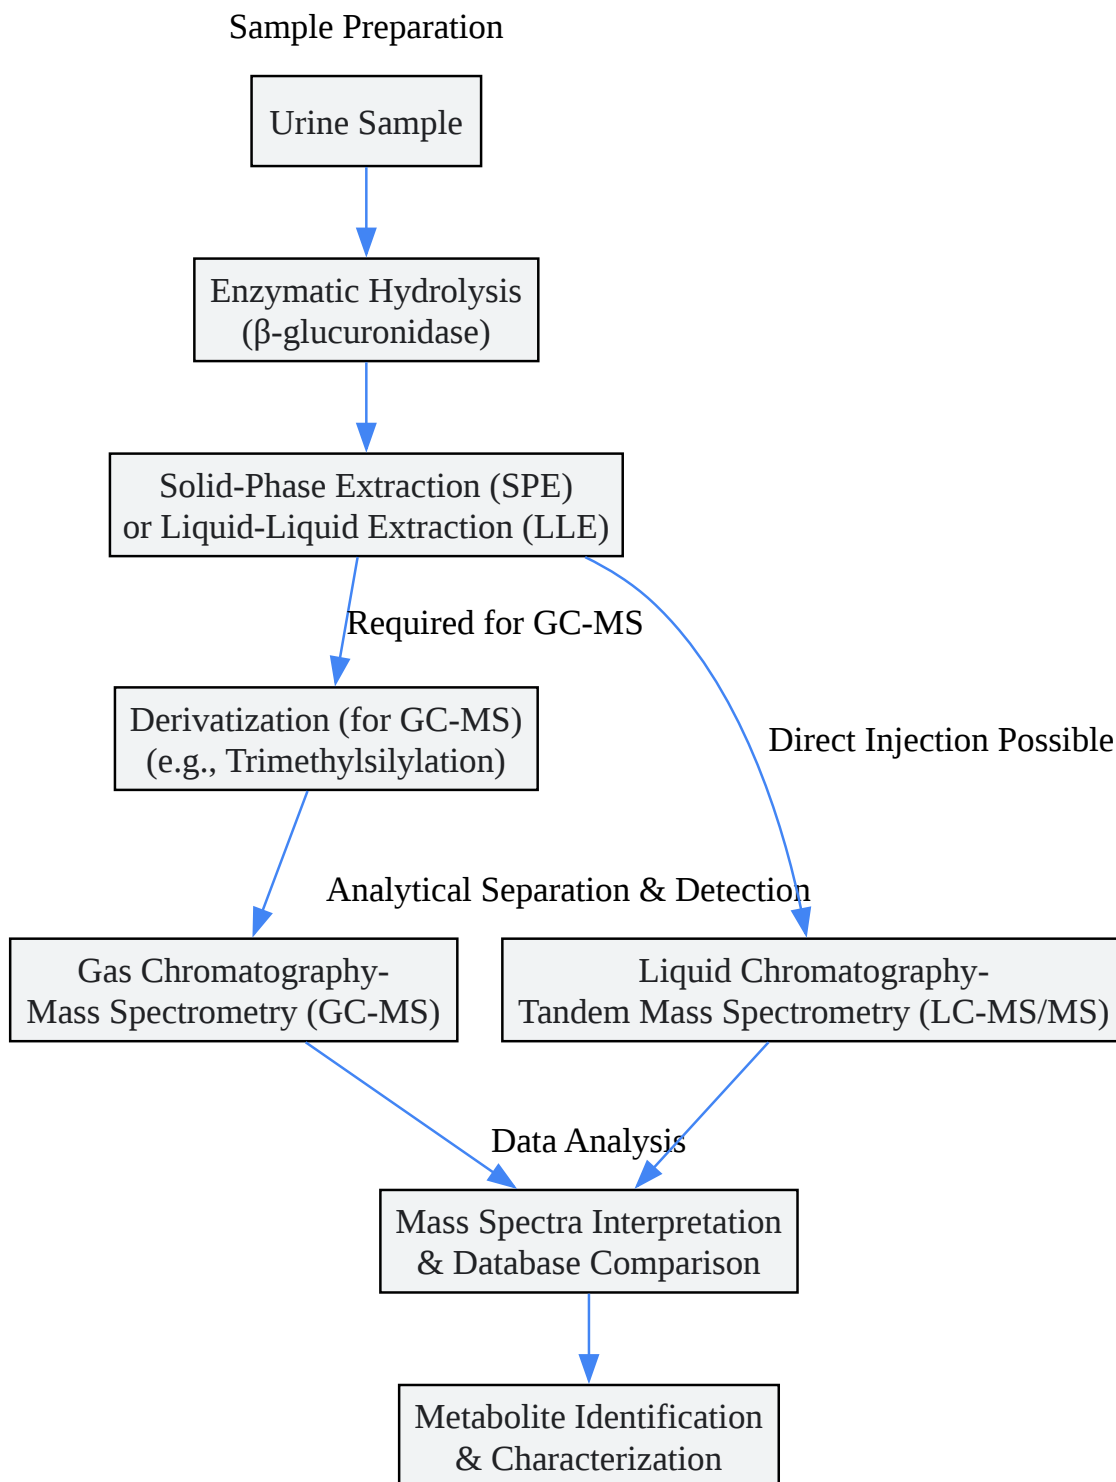 Sample Preparation
Urine Sample
Enzymatic Hydrolysis
(β-glucuronidase)
Solid-Phase Extraction (SPE)
or Liquid-Liquid Extraction (LLE)
Required for GC-MS
Derivatization (for GC-MS)
(e.g., Trimethylsilylation)
Direct Injection Possible
Analytical Separation & Detection
Gas Chromatography-
Mass Spectrometry (GC-MS)
Liquid Chromatography-
Tandem Mass Spectrometry (LC-MS/MS)
Data Analysis
Mass Spectra Interpretation
& Database Comparison
Metabolite Identification
& Characterization